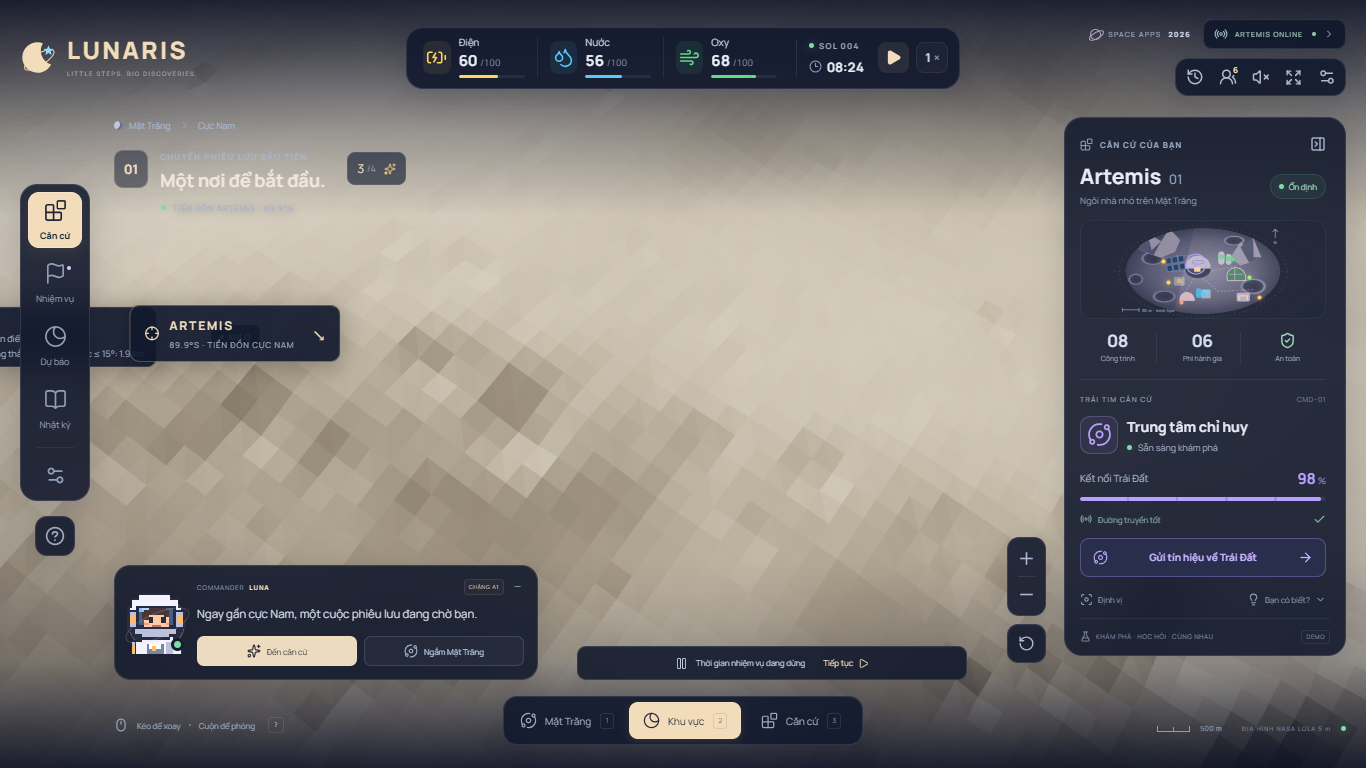 LUNARIS
LITTLE STEPS. BIG DISCOVERIES.
Điện
60 /100
Nước
56 /100
Oxy
68 /100
SOL 004
08:24
1×
SPACE APPS 2026
ARTEMIS ONLINE
6
Mặt Trăng
Cực Nam
01
CHUYẾN PHIÊU LƯU ĐẦU TIÊN
Một nơi để bắt đầu.
TIỀN ĐỒN ARTEMIS · 89.9°S
3 /4
Căn cứ
Nhiệm vụ
Dự báo
Nhật ký
≤ 15°: 1.9
ARTEMIS
89.9°S · TIỀN ĐỒN CỰC NAM
CĂN CỨ CỦA BẠN
Artemis 01
Ổn định
Ngôi nhà nhỏ trên Mặt Trăng
N
08
Công trình
06
Phi hành gia
An toàn
TRÁI TIM CĂN CỨ
CMD-01
Trung tâm chỉ huy
Sẵn sàng khám phá
Kết nối Trái Đất
98 %
Đường truyền tốt
Gửi tín hiệu về Trái Đất
Định vị
Bạn có biết?
KHÁM PHÁ · HỌC HỎI · CÙNG NHAU
DEMO
COMMANDER LUNA
CHẶNG A1
Ngay gần cực Nam, một cuộc phiêu lưu đang chờ bạn.
Đến căn cứ
Ngắm Mặt Trăng
Thời gian nhiệm vụ đang dừng
Tiếp tục
Kéo để xoay · Cuộn để phóng
?
Mặt Trăng 1
Khu vực 2
Căn cứ 3
500 m
ĐỊA HÌNH NASA LOLA 5 m